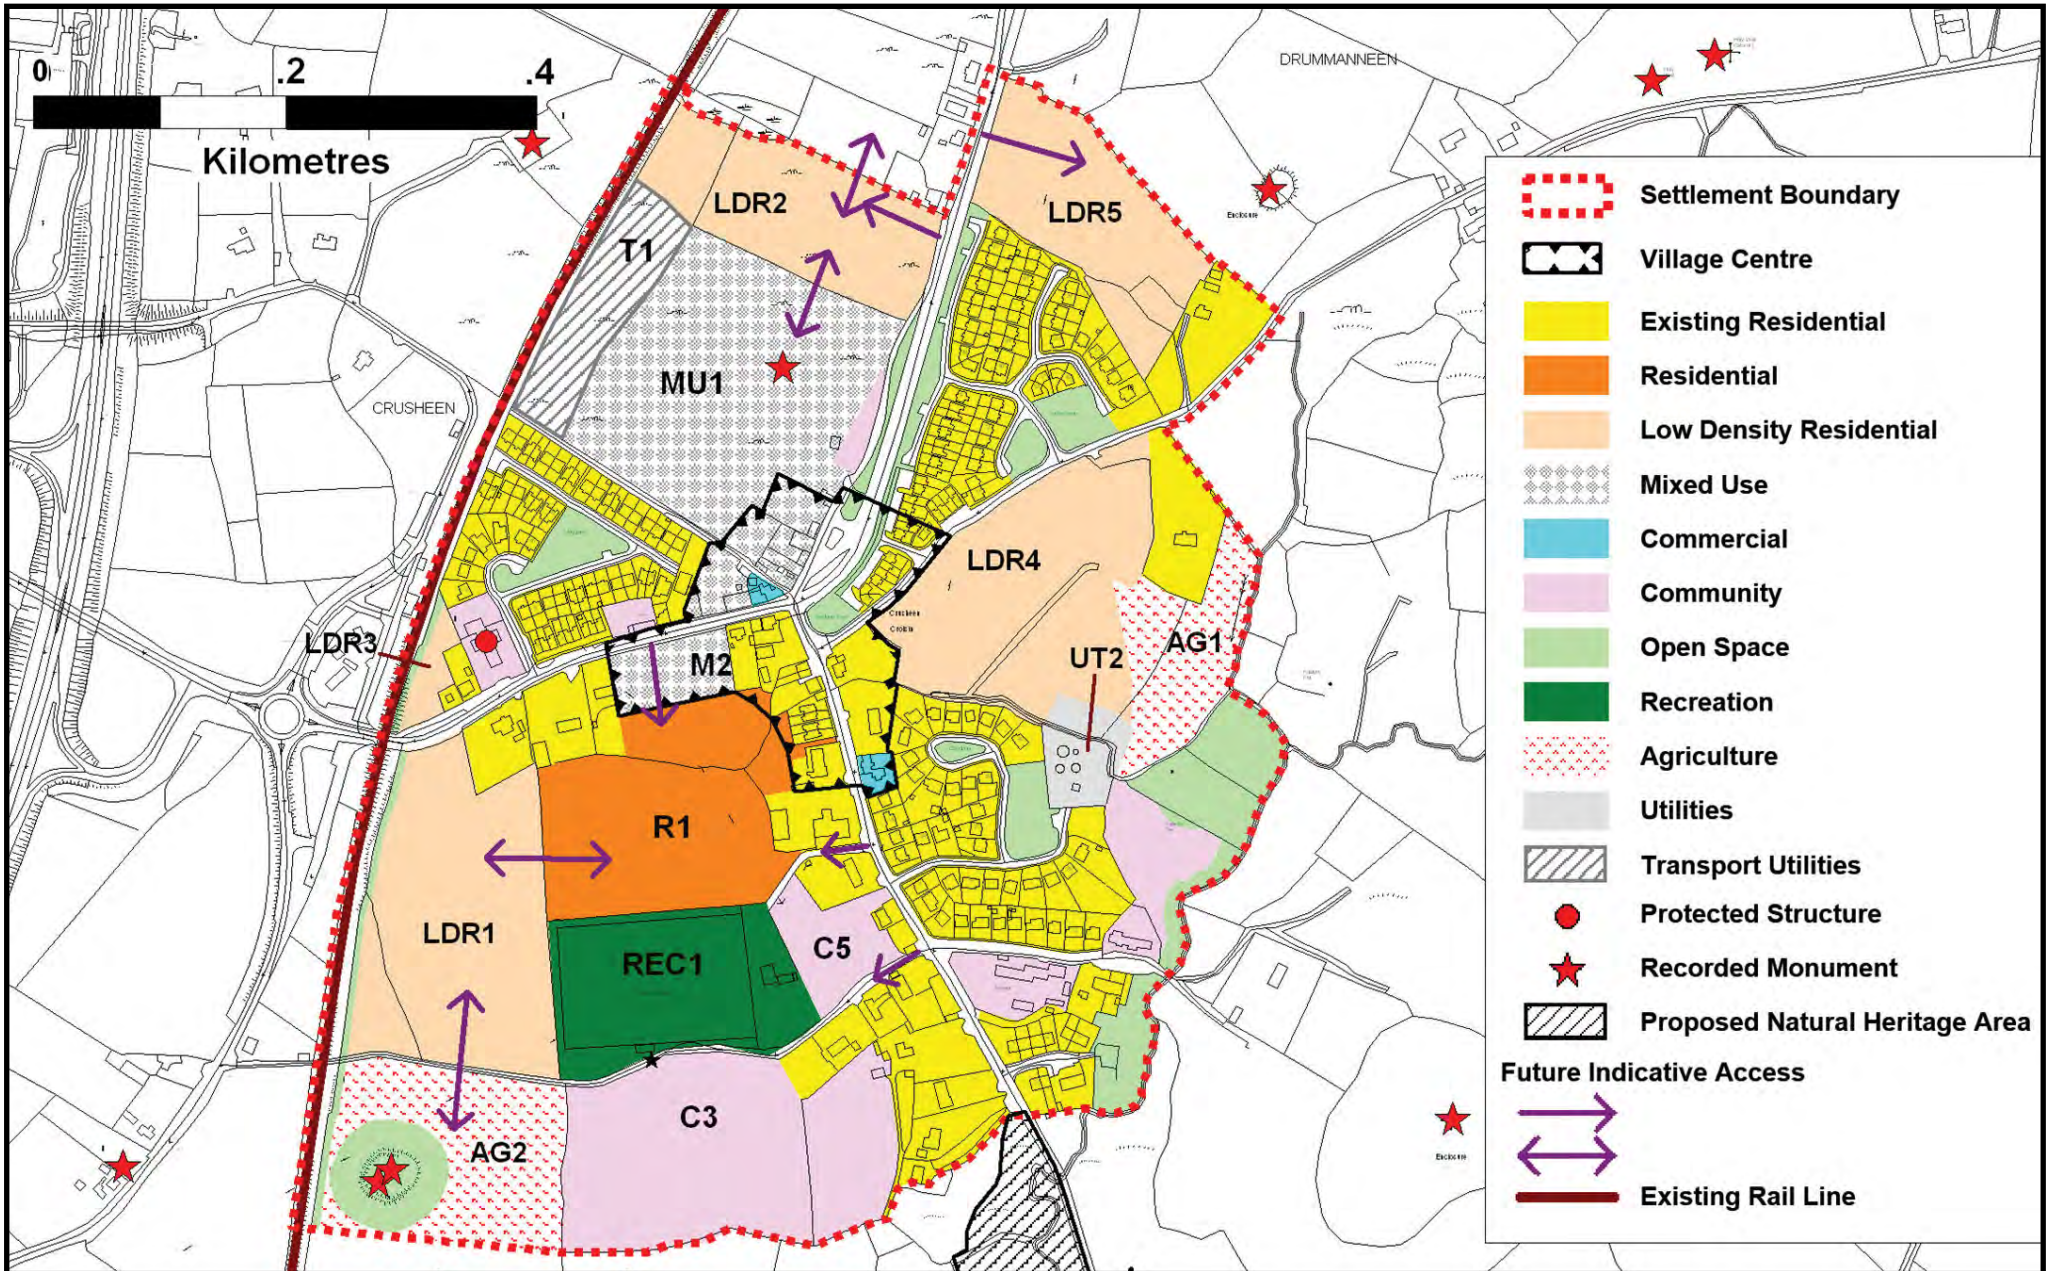 0
.2
.4
Kilometres
DRUMMANNEEN
Enclosure
CRUSHEEN
LDR2
LDR5
T1
MU1
LDR4
LDR3
M2
UT2
AG1
R1
LDR1
REC1
C5
C3
AG2
Enclosure
Settlement Boundary
Village Centre
Existing Residential
Residential
Low Density Residential
Mixed Use
Commercial
Community
Open Space
Recreation
Agriculture
Utilities
Transport Utilities
Protected Structure
Recorded Monument
Proposed Natural Heritage Area
Future Indicative Access
Existing Rail Line